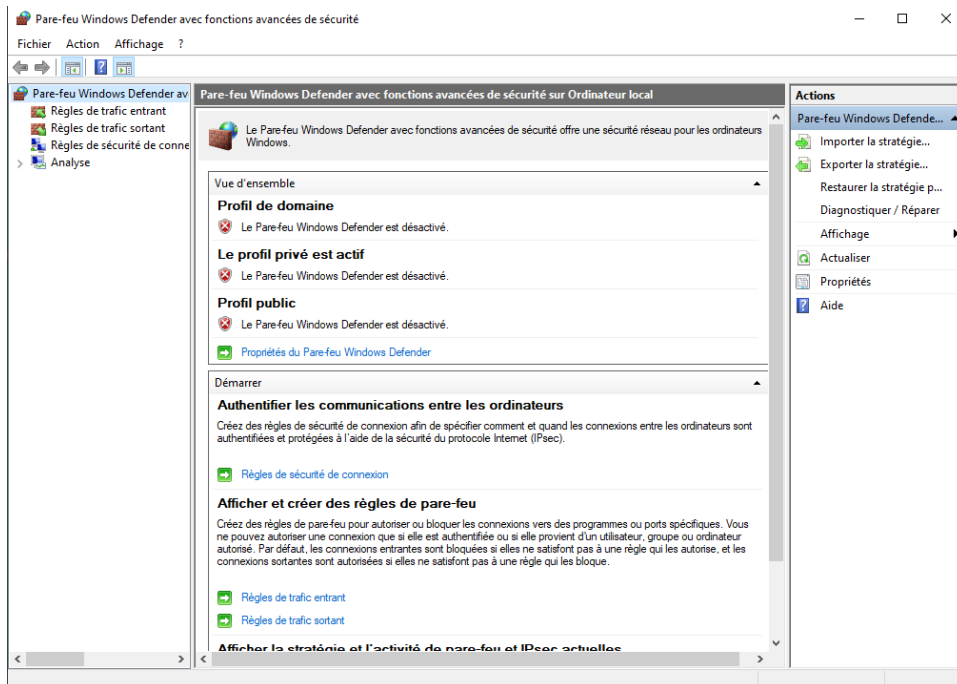 Pare-feu Windows Defender avec fonctions avancées de sécurité
Fichier Action Affichage ?
Pare-feu Windows Defender av
Règles de trafic entrant
Règles de trafic sortant
Règles de sécurité de conne
Analyse
Pare-feu Windows Defender avec fonctions avancées de sécurité sur Ordinateur local
Le Pare-feu Windows Defender avec fonctions avancées de sécurité offre une sécurité réseau pour les ordinateurs
Windows.
Vue d'ensemble
Profil de domaine
Le Pare-feu Windows Defender est désactivé.
Le profil privé est actif
Le Pare-feu Windows Defender est désactivé.
Profil public
Le Pare-feu Windows Defender est désactivé.
Propriétés du Pare-feu Windows Defender
Démarrer
Authentifier les communications entre les ordinateurs
Créez des règles de sécurité de connexion afin de spécifier comment et quand les connexions entre les ordinateurs sont
authentifiées et protégées à l'aide de la sécurité du protocole Internet (IPsec).
Règles de sécurité de connexion
Afficher et créer des règles de pare-feu
Créez des règles de pare-feu pour autoriser ou bloquer les connexions vers des programmes ou ports spécifiques. Vous
ne pouvez autoriser une connexion que si elle est authentifiée ou si elle provient d'un utilisateur, groupe ou ordinateur
autorisé. Par défaut, les connexions entrantes sont bloquées si elles ne satisfont pas à une règle qui les autorise, et les
connexions sortantes sont autorisées si elles ne satisfont pas à une règle qui les bloque.
Règles de trafic entrant
Règles de trafic sortant
Afficher la stratégie et l'activité de pare-feu et IPsec actuelles
Actions
Pare-feu Windows Defende...
Importer la stratégie...
Exporter la stratégie...
Restaurer la stratégie p...
Diagnostiquer / Réparer
Affichage
Actualiser
Propriétés
Aide